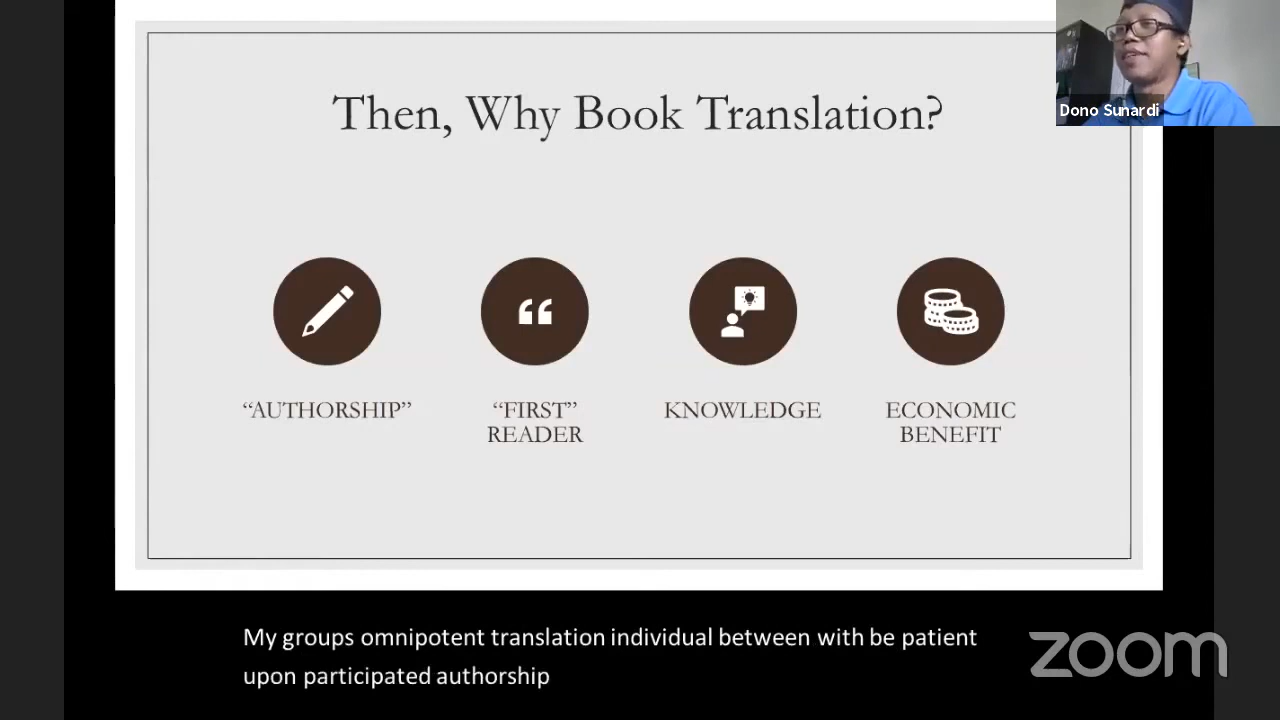 Then, Why Book Translation?
Dono Sunardi
“AUTHORSHIP”
“FIRST”
READER
KNOWLEDGE
ECONOMIC
BENEFIT
My groups omnipotent translation individual between with be patient
upon participated authorship
zoom